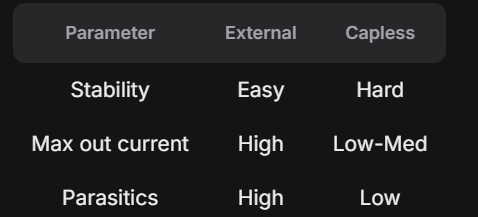 Parameter External Capless
Stability Easy Hard
Max out current High Low-Med
Parasitics High Low